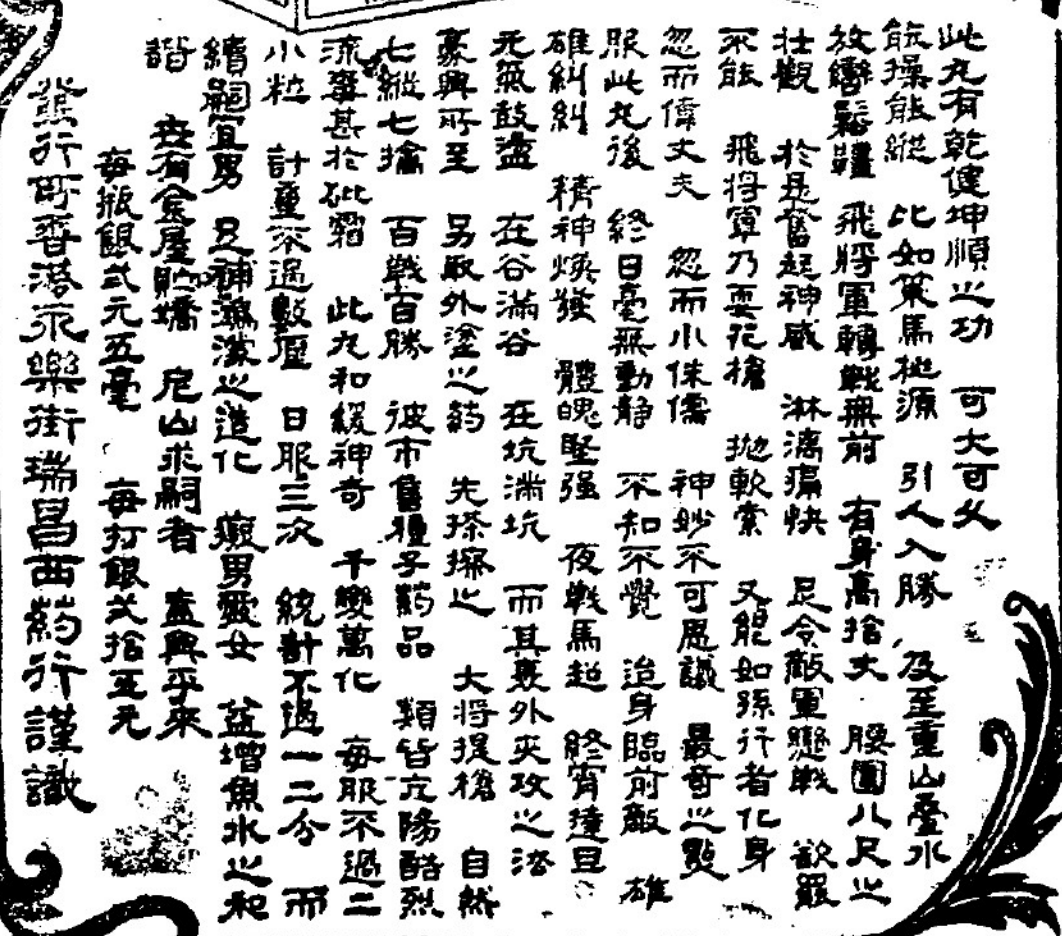 此丸有乾健坤順之功 可大可久
能操能縱 比如策馬桃源 引人入勝 及至重山疊水
放轡鬆韁 飛將軍轉戰無前 有身高拾丈 腰圍八尺之
壯觀 於是奮起神威 淋漓痛快 足令敵軍戀戰 欲罷
不能 飛將軍乃耍花槍 拋軟索 又能如孫行者化身
忽而偉丈夫 忽而小侏儒 神妙不可思議 最奇之點
服此丸後 終日毫無動靜 不知不覺 迨身臨前敵 雄
雄糾糾 精神煥發 體魄堅强 夜戰馬超 終宵達旦
元氣鼓盪 在谷滿谷 在坑滿坑 而其裏外夾攻之法
豪興所至 另取外塗之葯 先搽擦之 大將提槍 自然
七縱七擒 百戰百勝 彼市售種子葯品 類皆亢陽酷烈
流毒甚於砒霜 此丸和緩神奇 千變萬化 每服不過二
小粒 計重不過數厘 日服三次 統計不過一二分 而
續嗣宜男 足補鴻濛之造化 癡男愛女 益增魚水之和
諧 世有金屋貯嬌 尼山求嗣者 盍興乎來
每瓶銀弍元五毫 每打銀弍拾五元
發行所香港永樂街瑞昌西葯行謹識